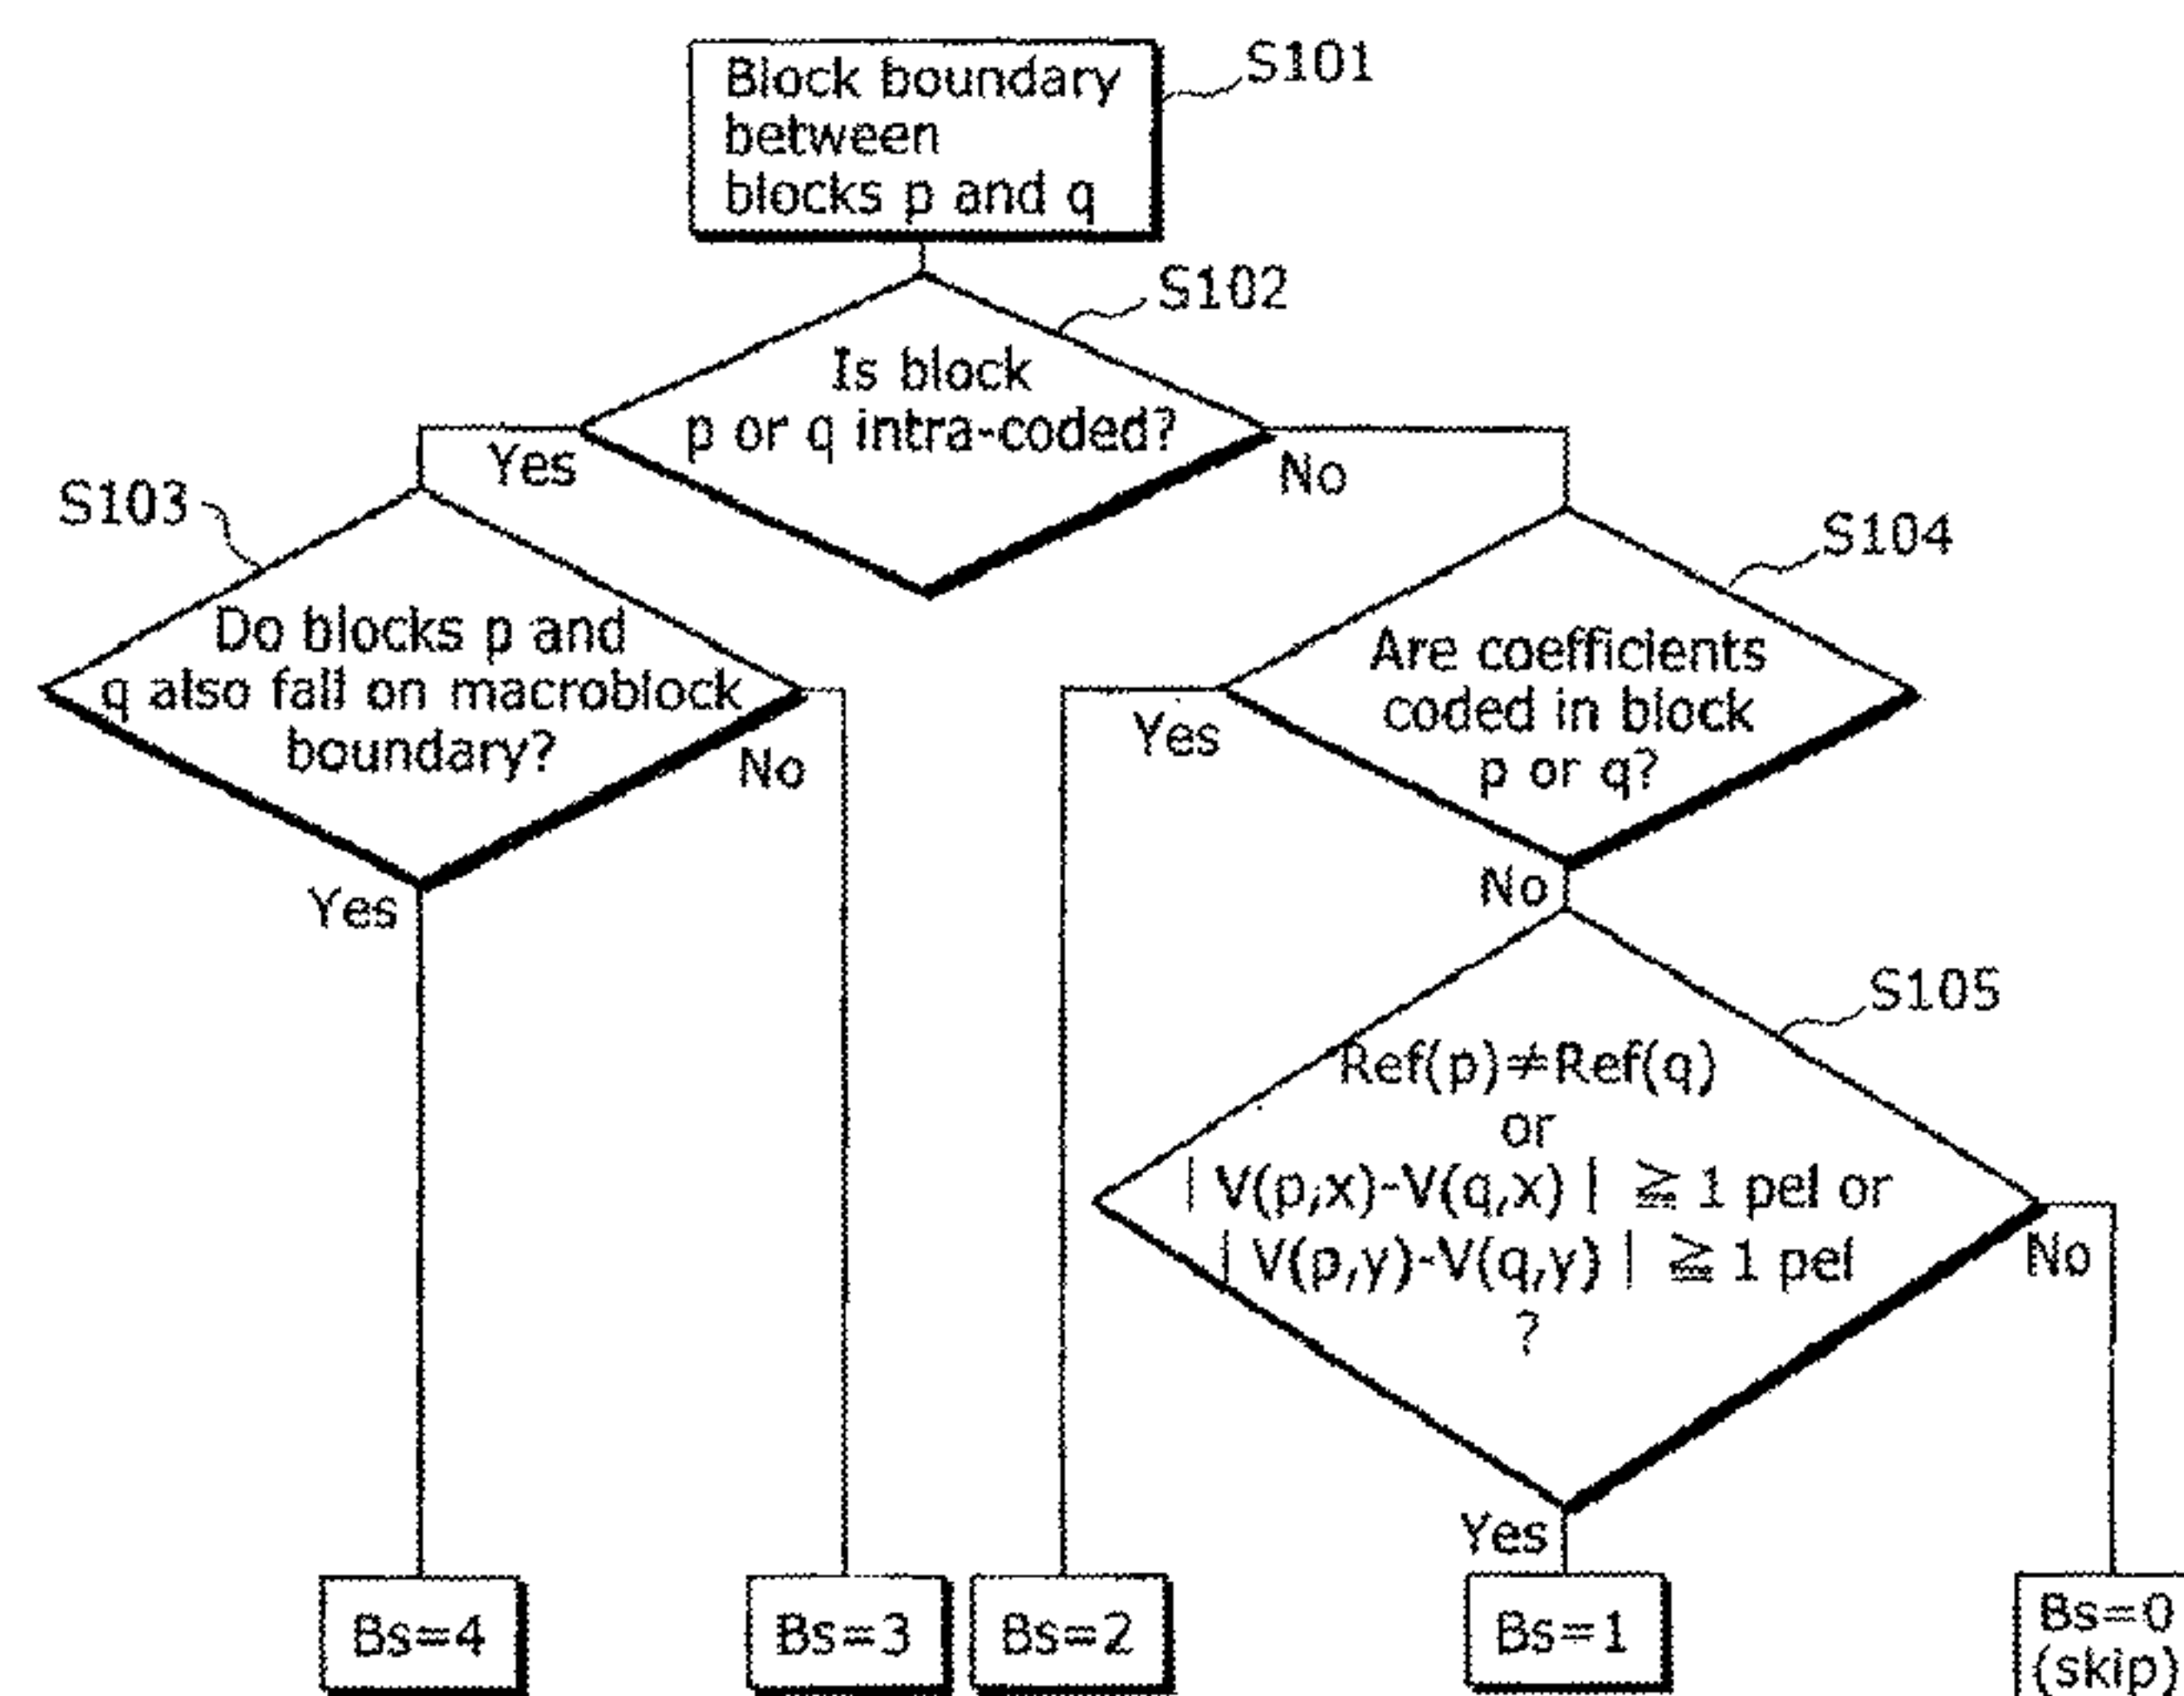 Block boundary
between
blocks p and q
S101
S102
Is block
p or q intra-coded?
Yes
No
S103
S104
Do blocks p and
q also fall on macroblock
boundary?
No
Yes
Are coefficients
coded in block
p or q?
Yes
No
S105
Ref(p)≠Ref(q)
or
| V(p,x)-V(q,x) | ≧ 1 pel or
| V(p,y)-V(q,y) | ≧ 1 pel
?
No
Yes
Bs=4
Bs=3
Bs=2
Bs=1
Bs=0
(skip)